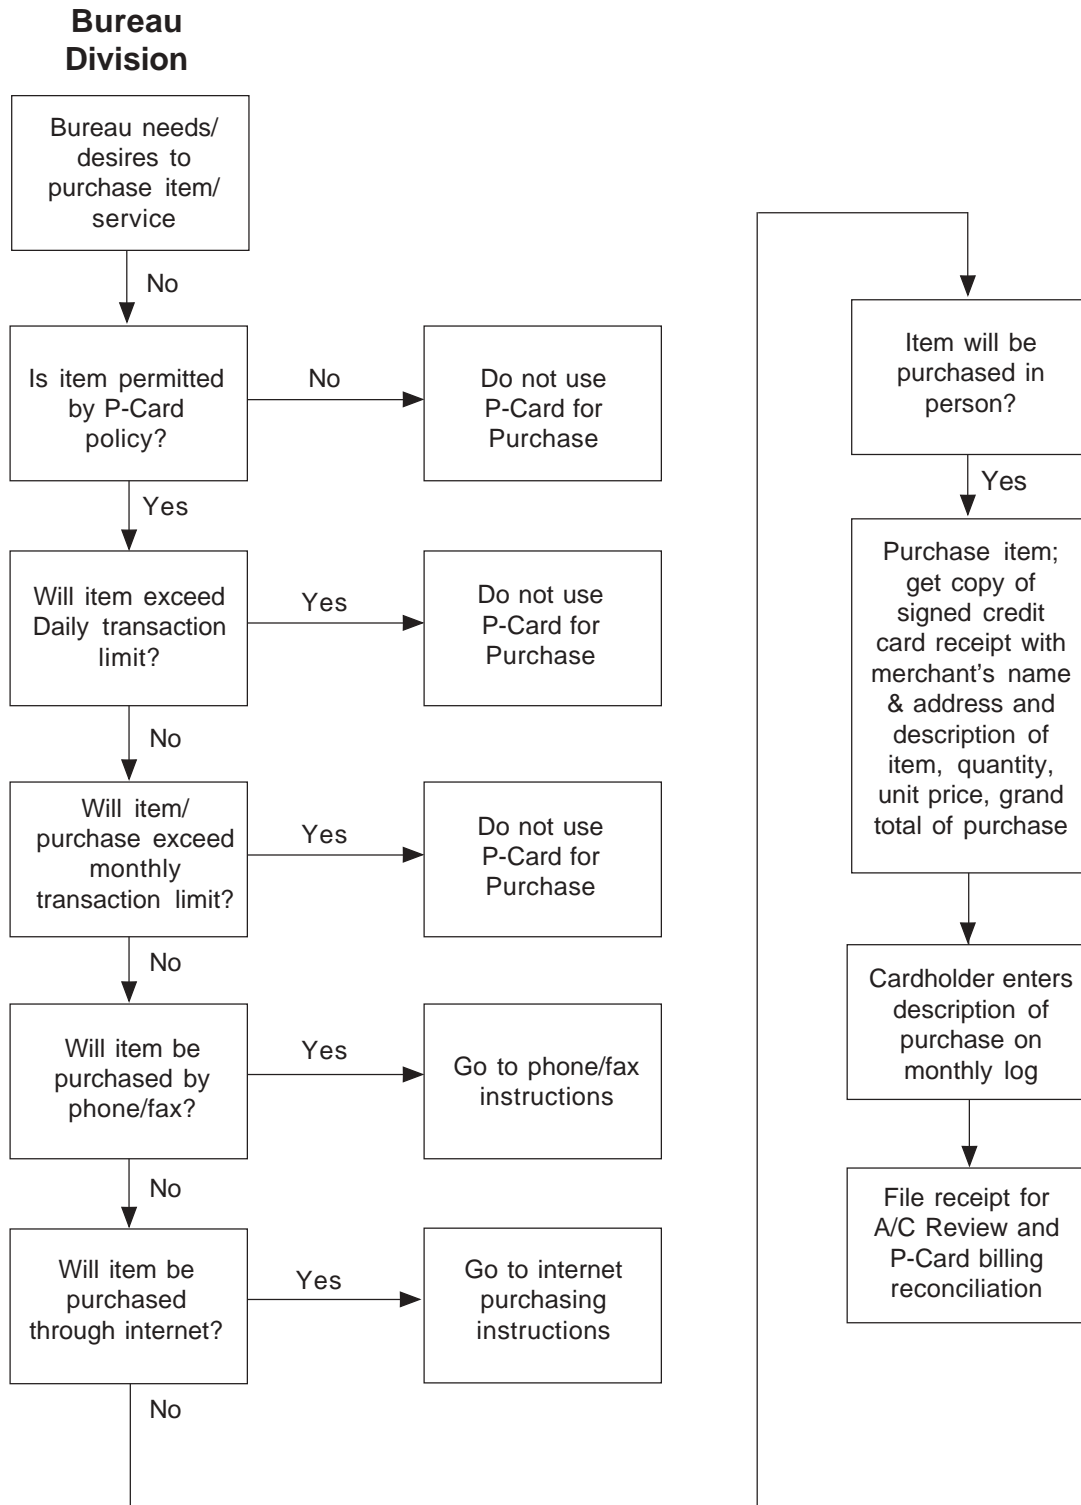 Bureau
Division
Bureau needs/
desires to
purchase item/
service
No
Is item permitted
by P-Card
policy?
No
Do not use
P-Card for
Purchase
Yes
Will item exceed
Daily transaction
limit?
Yes
Do not use
P-Card for
Purchase
No
Will item/
purchase exceed
monthly
transaction limit?
Yes
Do not use
P-Card for
Purchase
No
Will item be
purchased by
phone/fax?
Yes
Go to phone/fax
instructions
No
Will item be
purchased
through internet?
Yes
Go to internet
purchasing
instructions
No
Item will be
purchased in
person?
Yes
Purchase item;
get copy of
signed credit
card receipt with
merchant's name
& address and
description of
item, quantity,
unit price, grand
total of purchase
Cardholder enters
description of
purchase on
monthly log
File receipt for
A/C Review and
P-Card billing
reconciliation